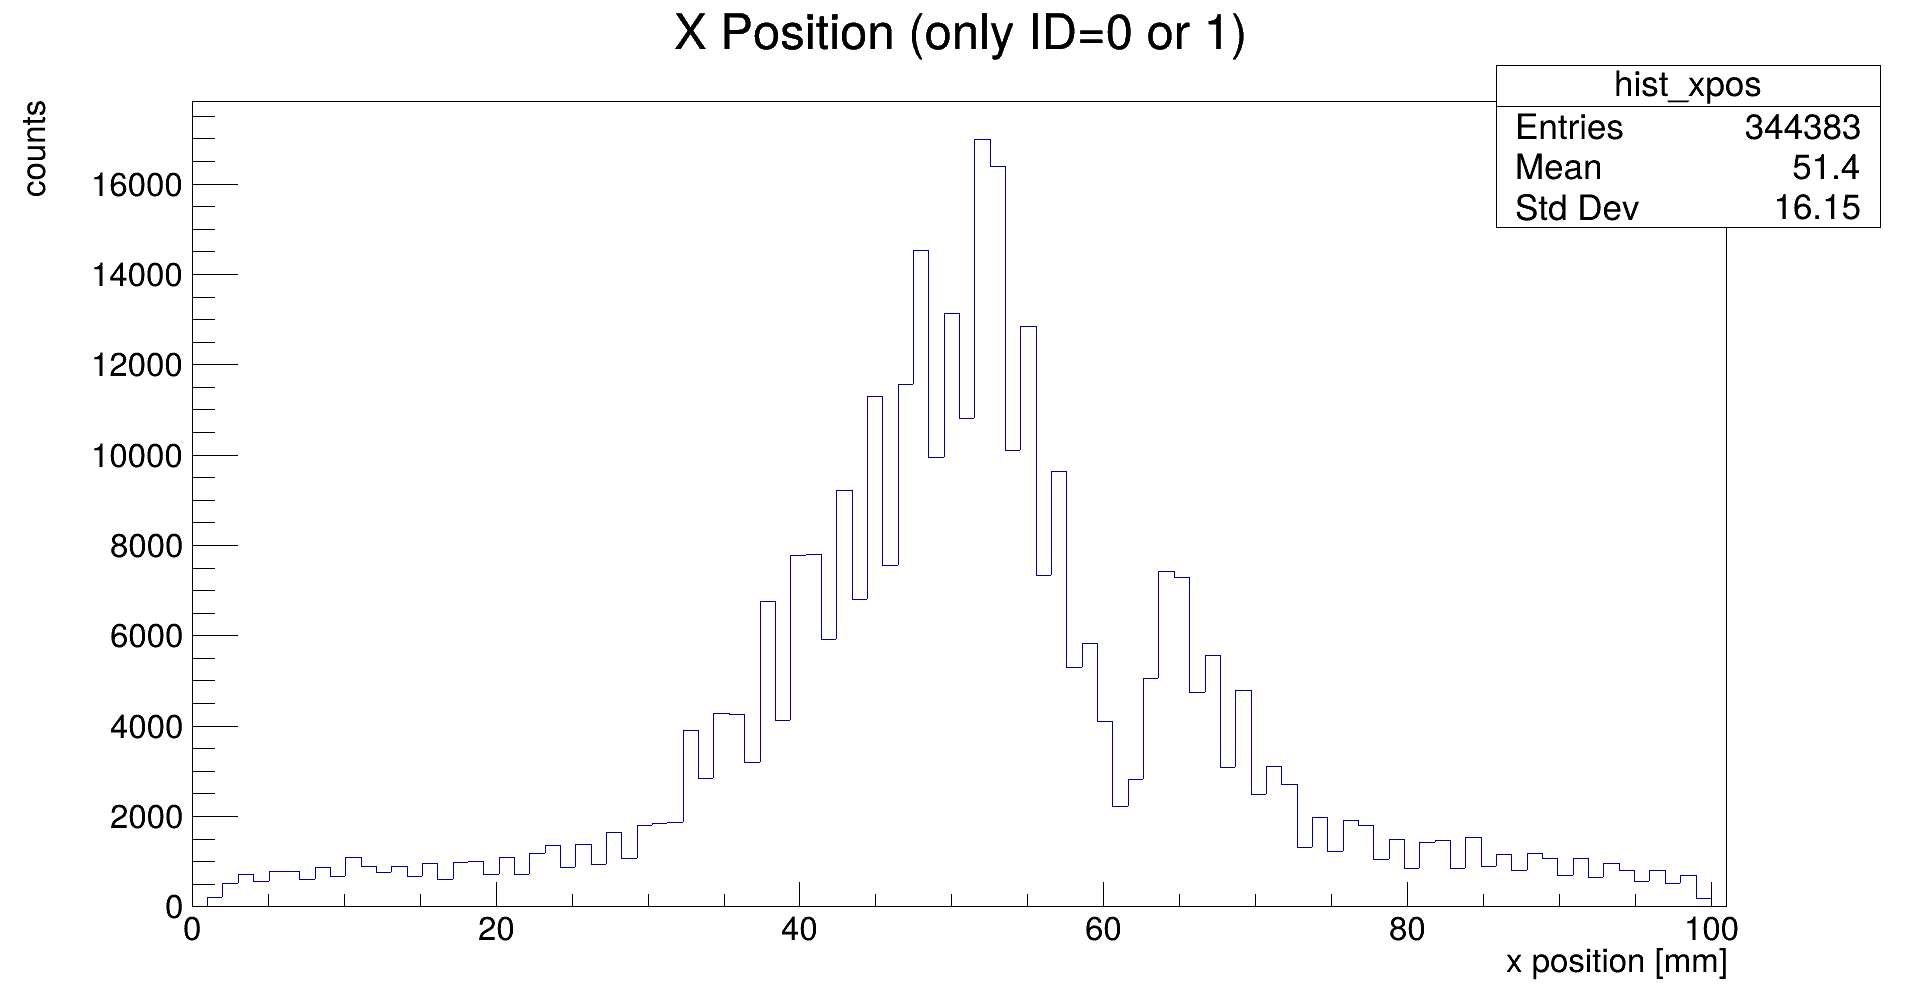 X Position (only ID=0 or 1)
hist_xpos
Entries 344383
Mean 51.4
Std Dev 16.15
counts
16000
14000
12000
10000
8000
6000
4000
2000
0
0 20 40 60 80 100
x position [mm]